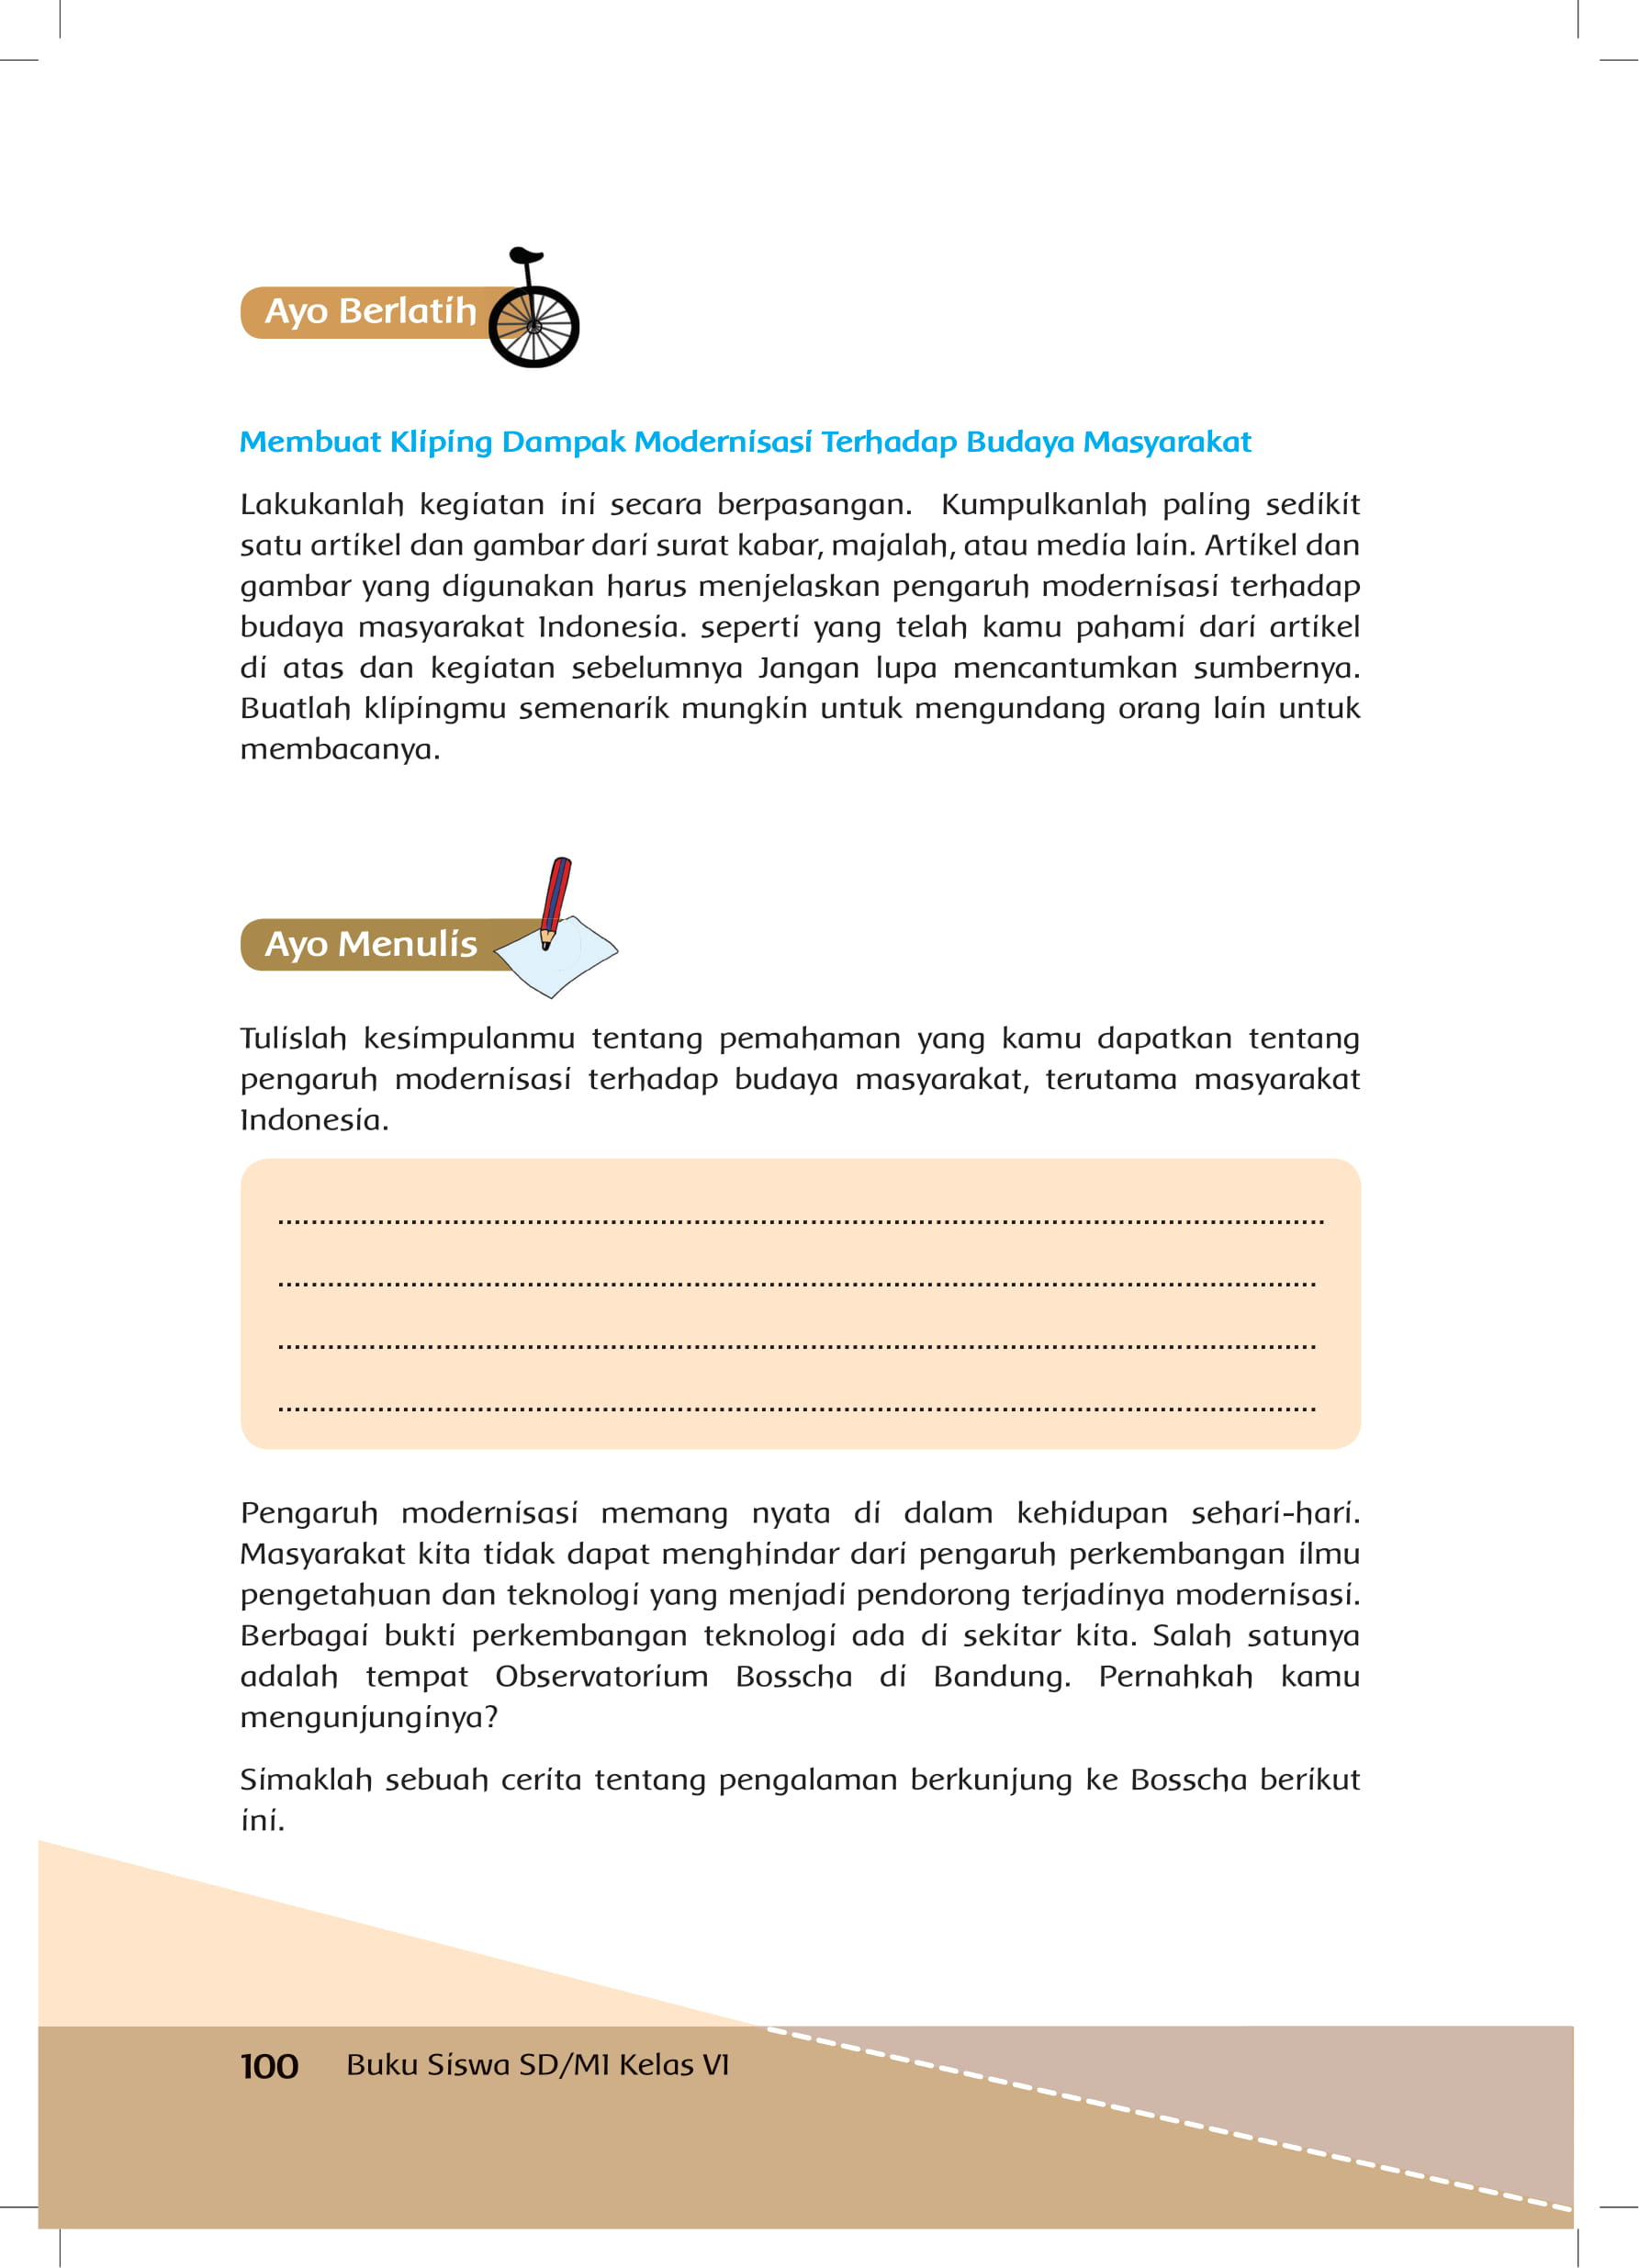 Ayo Berlatih
Membuat Kliping Dampak Modernisasi Terhadap Budaya Masyarakat
Lakukanlah kegiatan ini secara berpasangan. Kumpulkanlah paling sedikit
satu artikel dan gambar dari surat kabar, majalah, atau media lain. Artikel dan
gambar yang digunakan harus menjelaskan pengaruh modernisasi terhadap
budaya masyarakat Indonesia. seperti yang telah kamu pahami dari artikel
di atas dan kegiatan sebelumnya Jangan lupa mencantumkan sumbernya.
Buatlah klipingmu semenarik mungkin untuk mengundang orang lain untuk
membacanya.
Ayo Menulis
Tulislah kesimpulanmu tentang pemahaman yang kamu dapatkan tentang
pengaruh modernisasi terhadap budaya masyarakat, terutama masyarakat
Indonesia.
Pengaruh modernisasi memang nyata di dalam kehidupan sehari-hari.
Masyarakat kita tidak dapat menghindar dari pengaruh perkembangan ilmu
pengetahuan dan teknologi yang menjadi pendorong terjadinya modernisasi.
Berbagai bukti perkembangan teknologi ada di sekitar kita. Salah satunya
adalah tempat Observatorium Bosscha di Bandung. Pernahkah kamu
mengunjunginya?
Simaklah sebuah cerita tentang pengalaman berkunjung ke Bosscha berikut
ini.
100 Buku Siswa SD/MI Kelas VI